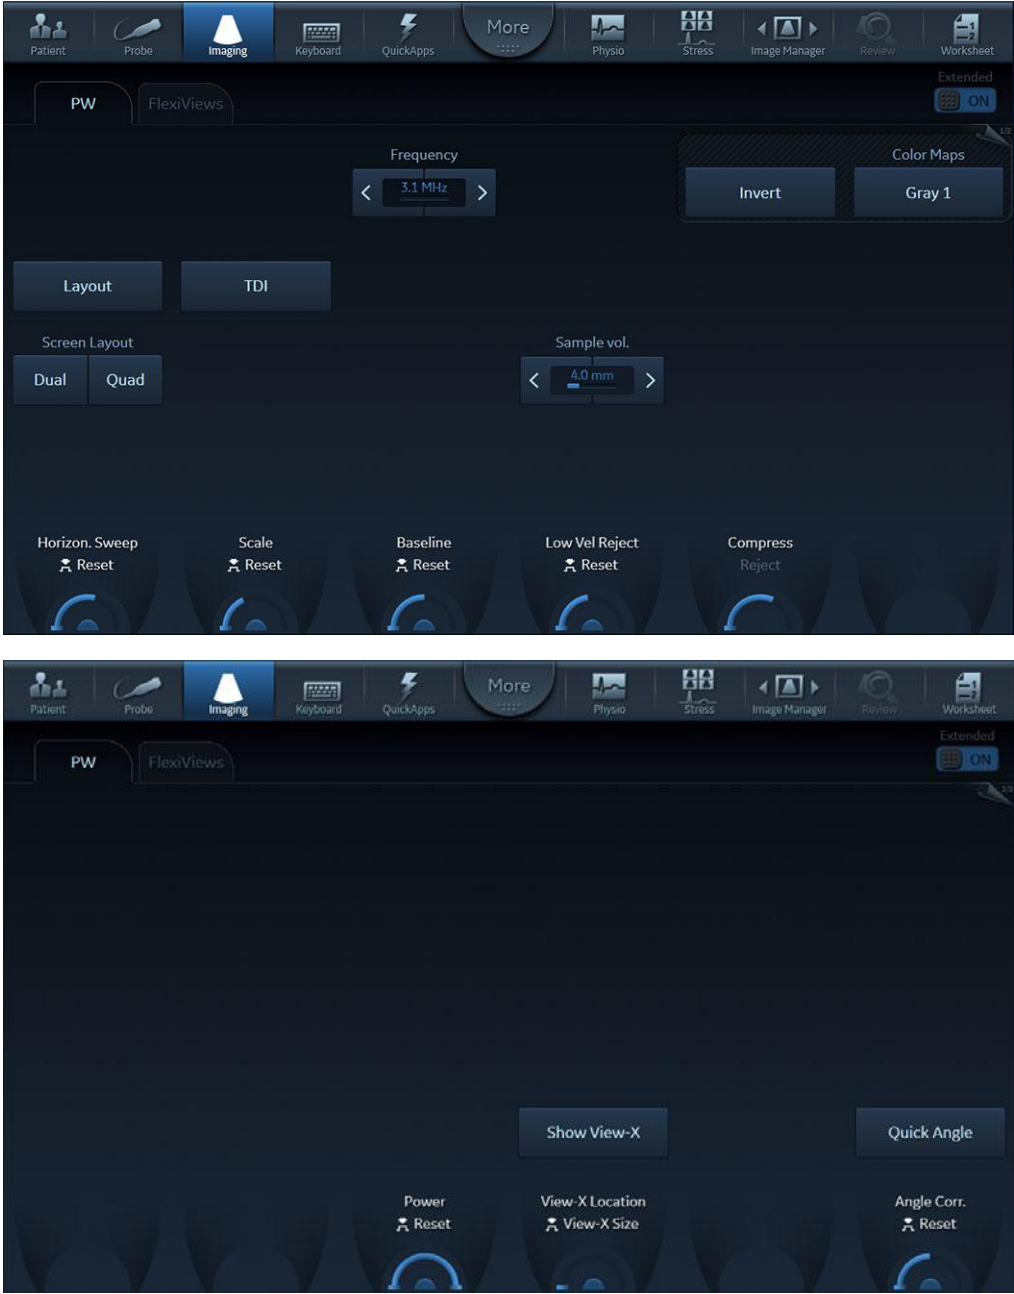 Patient Probe Imaging Keyboard QuickApps More Physio Stress Image Manager Review Worksheet
Extended
PW FlexiViews ON
1/2
Frequency Color Maps
3.1 MHz Invert Gray 1
Layout TDI
Screen Layout Sample vol.
Dual Quad 4.0 mm
Horizon. Sweep Scale Baseline Low Vel Reject Compress
Reset Reset Reset Reset Reject
Patient Probe Imaging Keyboard QuickApps More Physio Stress Image Manager Review Worksheet
Extended
PW FlexiViews ON
Show View-X Quick Angle
Power View-X Location Angle Corr.
Reset View-X Size Reset